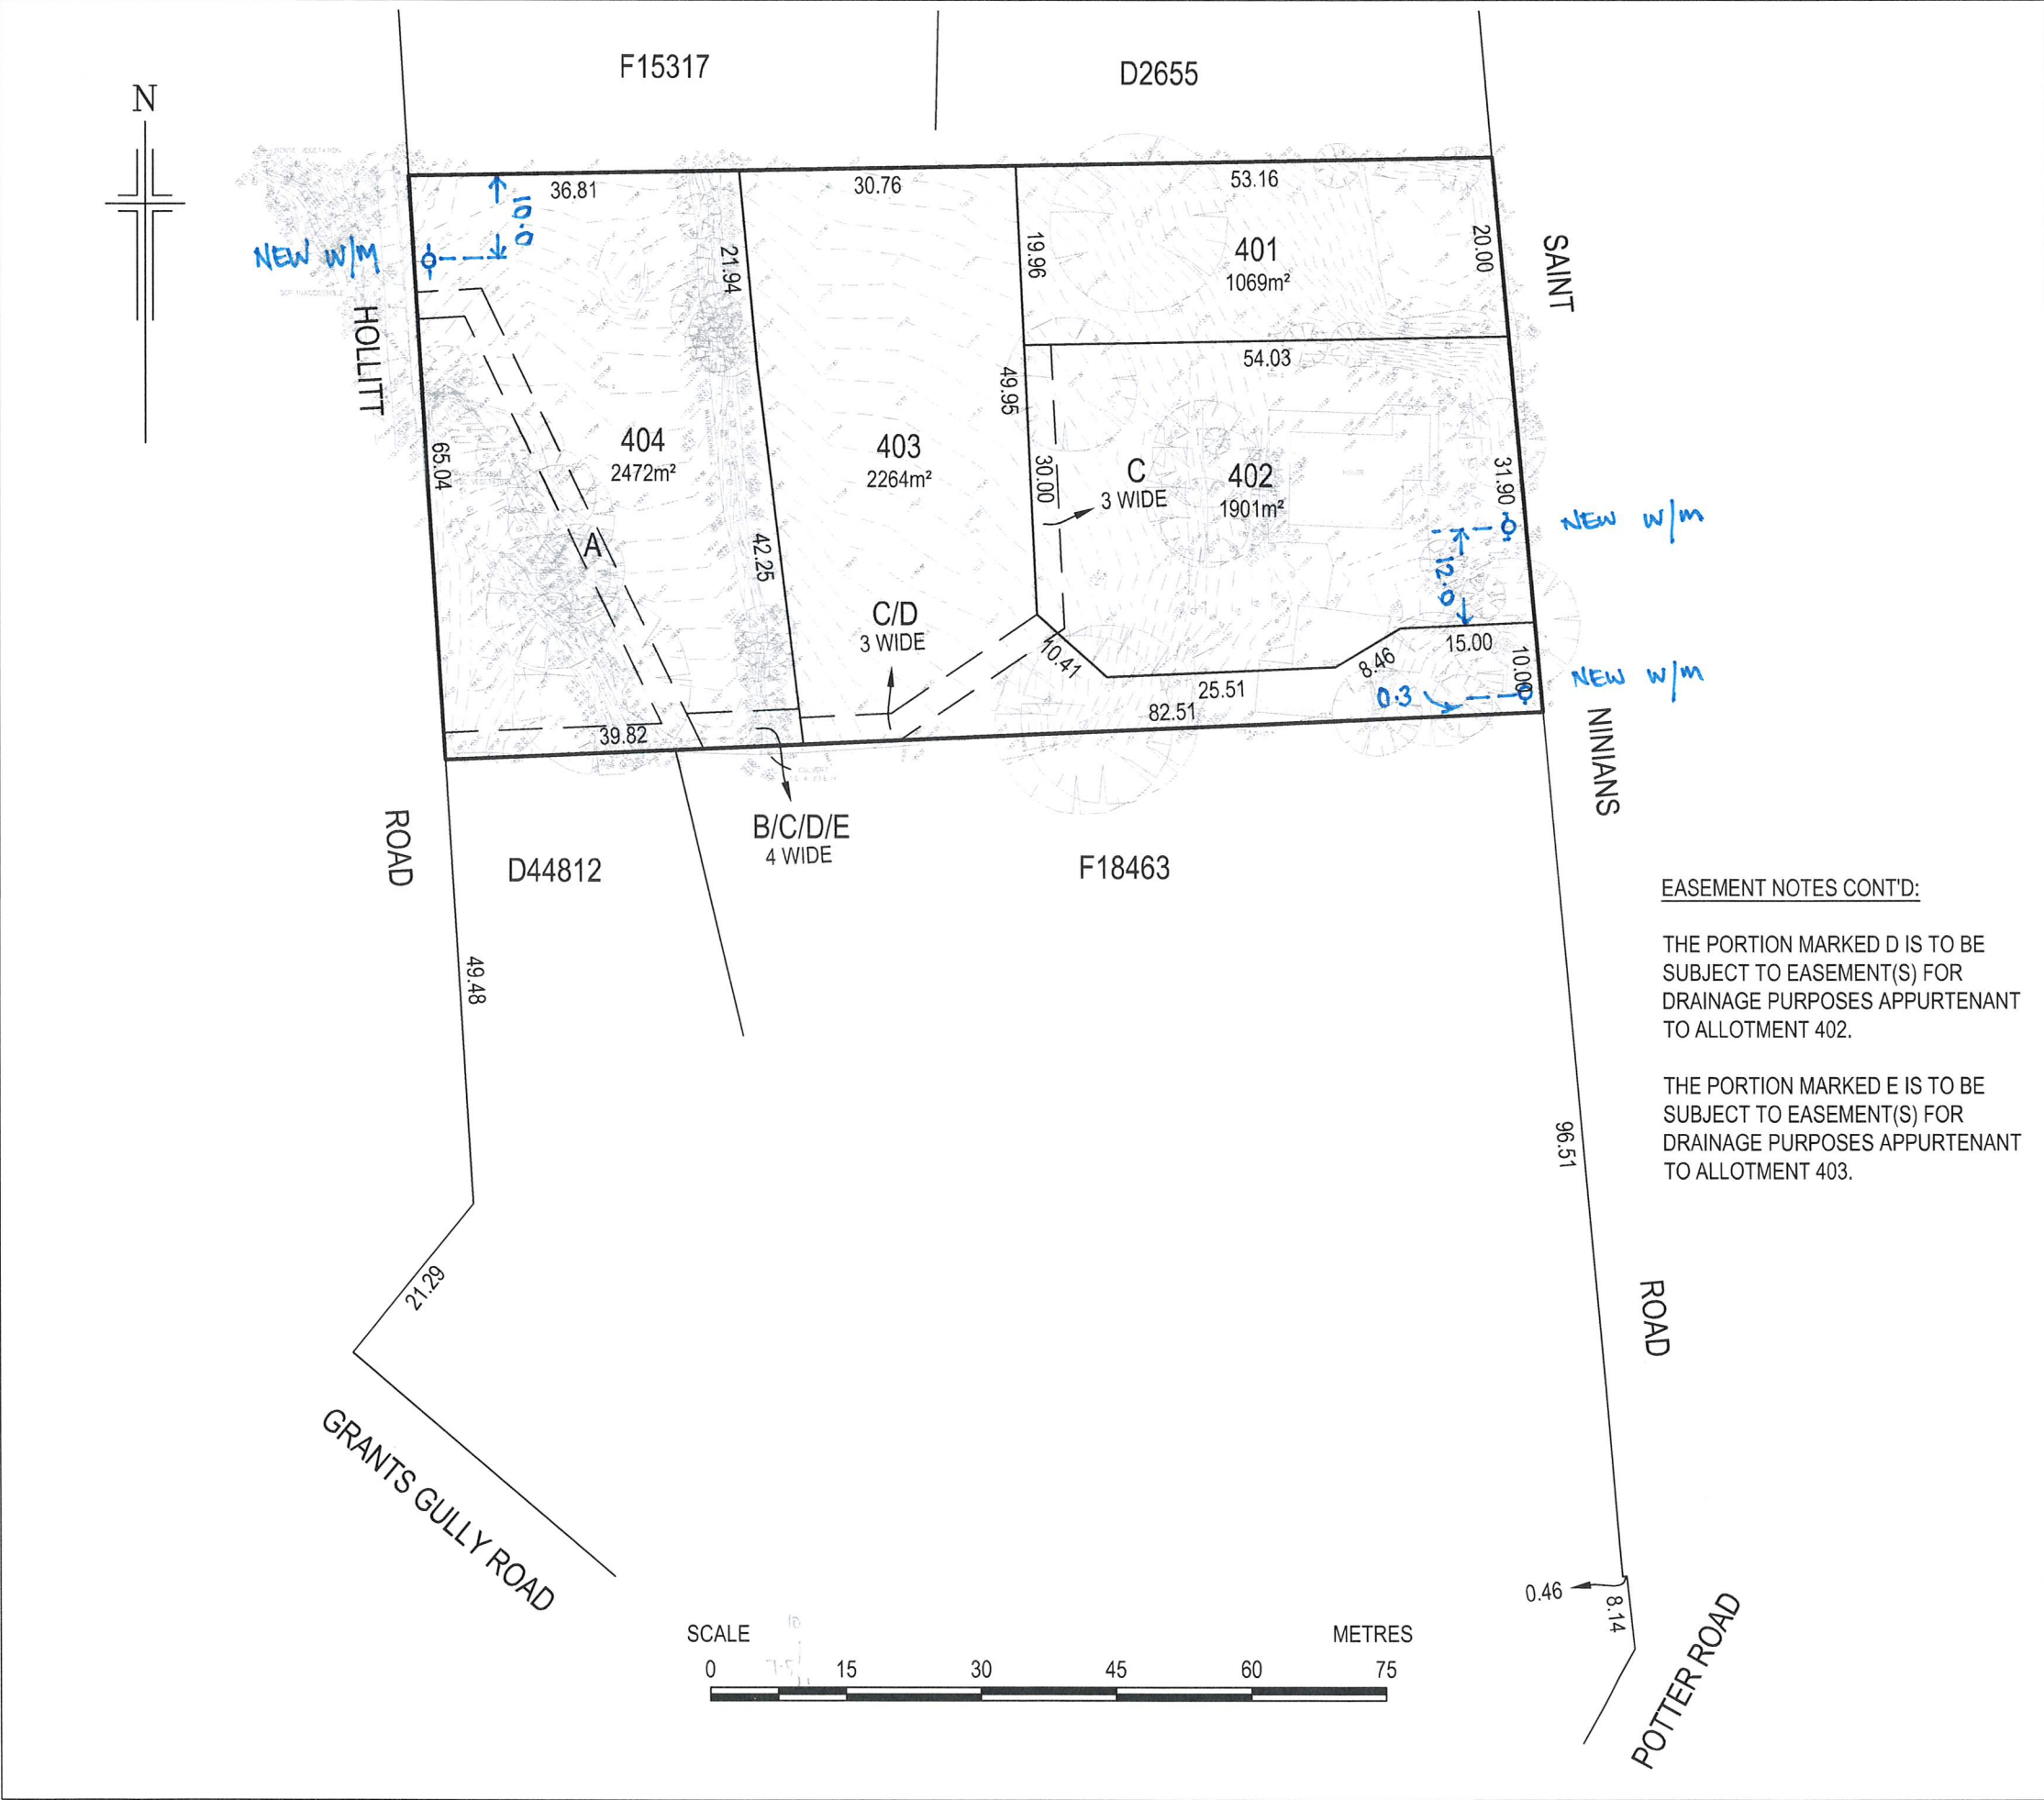 F15317
D2655
N
36.81
30.76
53.16
10.0
NEW W/M
21.94
19.96
401
1069m²
20.00
SAINT
HOLLITT
54.03
49.95
65.04
404
2472m²
403
2264m²
30.00
C
3 WIDE
402
1901m²
31.90
NEW W/M
A
42.25
12.0
C/D
3 WIDE
10.41
8.46
15.00
10.00
25.51
82.51
0.3
NEW W/M
39.82
NINIANS
B/C/D/E
4 WIDE
ROAD
D44812
F18463
EASEMENT NOTES CONT'D:
THE PORTION MARKED D IS TO BE
SUBJECT TO EASEMENT(S) FOR
DRAINAGE PURPOSES APPURTENANT
TO ALLOTMENT 402.
THE PORTION MARKED E IS TO BE
SUBJECT TO EASEMENT(S) FOR
DRAINAGE PURPOSES APPURTENANT
TO ALLOTMENT 403.
49.48
96.51
21.29
ROAD
GRANTS GULLY ROAD
0.46
8.14
POTTER ROAD
SCALE
10
METRES
7.5
0 15 30 45 60 75